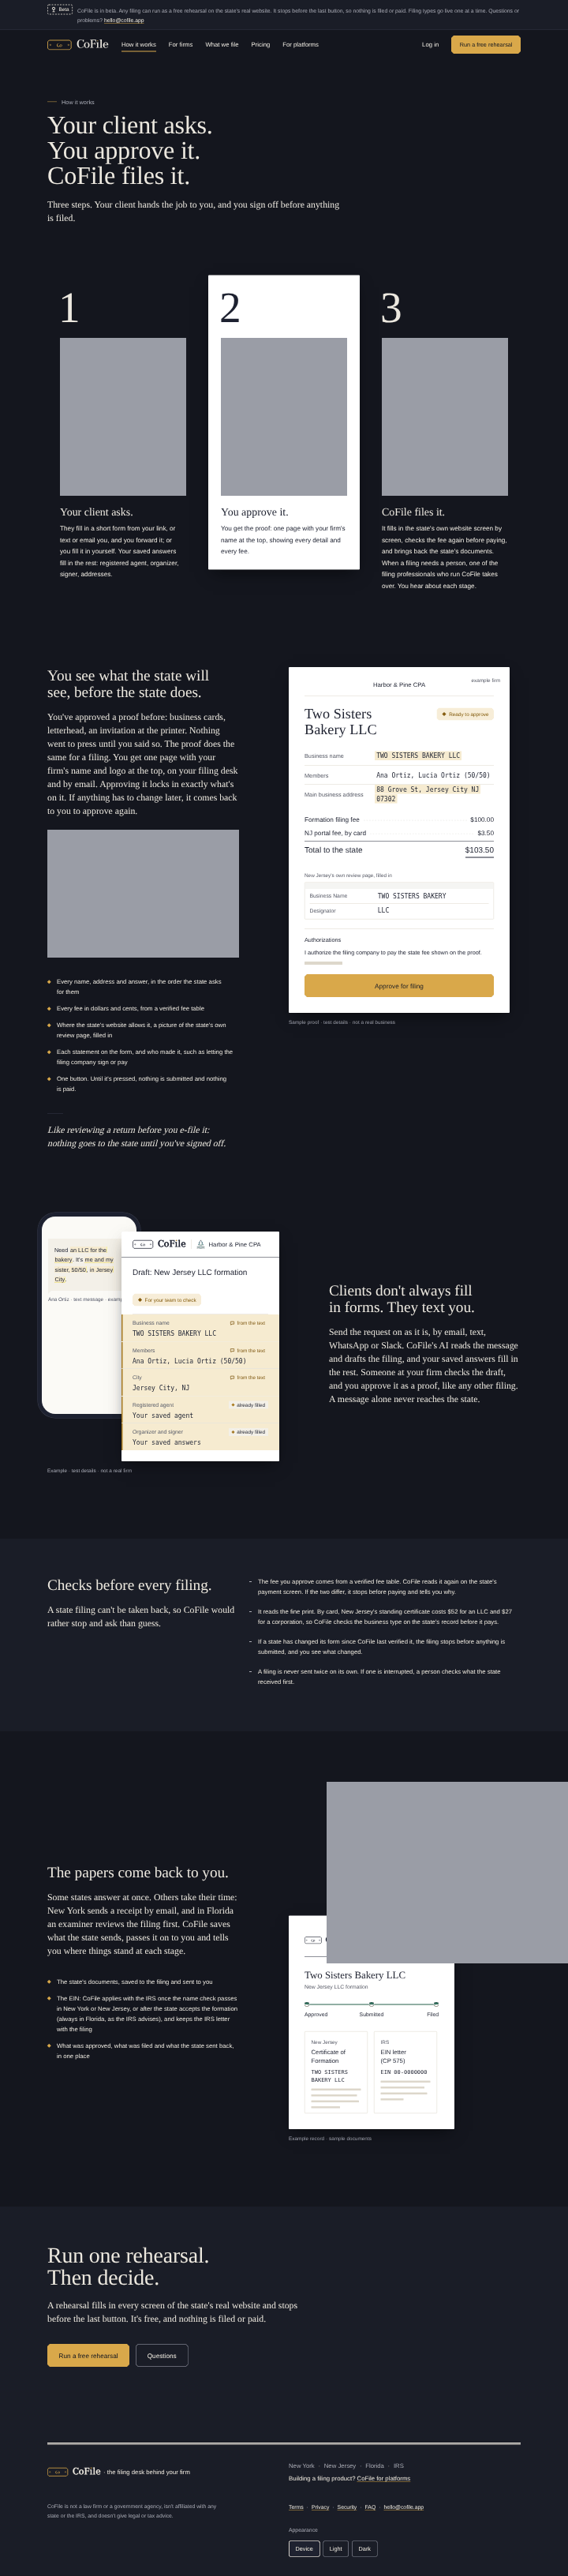 Beta
CoFile is in beta. Any filing can run as a free rehearsal on the state's real website. It stops before the last button, so nothing is filed or paid. Filing types go live one at a time. Questions or
problems? hello@cofile.app
CoFile
How it works
For firms
What we file
Pricing
For platforms
Log in
Run a free rehearsal
How it works
Your client asks.
You approve it.
CoFile files it.
Three steps. Your client hands the job to you, and you sign off before anything
is filed.
1
Your client asks.
They fill in a short form from your link, or
text or email you, and you forward it; or
you fill it in yourself. Your saved answers
fill in the rest: registered agent, organizer,
signer, addresses.
2
You approve it.
You get the proof: one page with your firm's
name at the top, showing every detail and
every fee.
3
CoFile files it.
It fills in the state's own website screen by
screen, checks the fee again before paying,
and brings back the state's documents.
When a filing needs a person, one of the
filing professionals who run CoFile takes
over. You hear about each stage.
You see what the state will
see, before the state does.
You've approved a proof before: business cards,
letterhead, an invitation at the printer. Nothing
went to press until you said so. The proof does the
same for a filing. You get one page with your
firm's name and logo at the top, on your filing desk
and by email. Approving it locks in exactly what's
on it. If anything has to change later, it comes back
to you to approve again.
Every name, address and answer, in the order the state asks
for them
Every fee in dollars and cents, from a verified fee table
Where the state's website allows it, a picture of the state's own
review page, filled in
Each statement on the form, and who made it, such as letting the
filing company sign or pay
One button. Until it's pressed, nothing is submitted and nothing
is paid.
Like reviewing a return before you e-file it:
nothing goes to the state until you've signed off.
Harbor & Pine CPA
example firm
Two Sisters
Bakery LLC
Ready to approve
Business name
TWO SISTERS BAKERY LLC
Members
Ana Ortiz, Lucia Ortiz (50/50)
Main business address
88 Grove St, Jersey City NJ
07302
Formation filing fee
$100.00
NJ portal fee, by card
$3.50
Total to the state
$103.50
New Jersey's own review page, filled in
Business Name
TWO SISTERS BAKERY
Designator
LLC
Authorizations
I authorize the filing company to pay the state fee shown on the proof.
Approve for filing
Sample proof · test details · not a real business
Need an LLC for the
bakery. It's me and my
sister, 50/50, in Jersey
City.
Ana Ortiz · text message ·
CoFile
Harbor & Pine CPA
Draft: New Jersey LLC formation
For your team to check
Business name
from the text
TWO SISTERS BAKERY LLC
Members
from the text
Ana Ortiz, Lucia Ortiz (50/50)
City
from the text
Jersey City, NJ
Registered agent
already filled
Your saved agent
Organizer and signer
already filled
Your saved answers
Example · test details · not a real firm
Clients don't always fill
in forms. They text you.
Send the request on as it is, by email, text,
WhatsApp or Slack. CoFile's AI reads the message
and drafts the filing, and your saved answers fill in
the rest. Someone at your firm checks the draft,
and you approve it as a proof, like any other filing.
A message alone never reaches the state.
Checks before every filing.
A state filing can't be taken back, so CoFile would
rather stop and ask than guess.
The fee you approve comes from a verified fee table. CoFile reads it again on the state's
payment screen. If the two differ, it stops before paying and tells you why.
It reads the fine print. By card, New Jersey's standing certificate costs $52 for an LLC and $27
for a corporation, so CoFile checks the business type on the state's record before it pays.
If a state has changed its form since CoFile last verified it, the filing stops before anything is
submitted, and you see what changed.
A filing is never sent twice on its own. If one is interrupted, a person checks what the state
received first.
The papers come back to you.
Some states answer at once. Others take their time:
New York sends a receipt by email, and in Florida
an examiner reviews the filing first. CoFile saves
what the state sends, passes it on to you and tells
you where things stand at each stage.
The state's documents, saved to the filing and sent to you
The EIN: CoFile applies with the IRS once the name check passes
in New York or New Jersey, or after the state accepts the formation
(always in Florida, as the IRS advises), and keeps the IRS letter
with the filing
What was approved, what was filed and what the state sent back,
in one place
Two Sisters Bakery LLC
New Jersey LLC formation
Approved
Submitted
Filed
New Jersey
Certificate of
Formation
TWO SISTERS
BAKERY LLC
IRS
EIN letter
(CP 575)
EIN 00-0000000
Example record · sample documents
Run one rehearsal.
Then decide.
A rehearsal fills in every screen of the state's real website and stops
before the last button. It's free, and nothing is filed or paid.
Run a free rehearsal
Questions
CoFile · the filing desk behind your firm
CoFile is not a law firm or a government agency, isn't affiliated with any
state or the IRS, and doesn't give legal or tax advice.
New York · New Jersey · Florida · IRS
Building a filing product? CoFile for platforms
Terms · Privacy · Security · FAQ · hello@cofile.app
Appearance
Device
Light
Dark